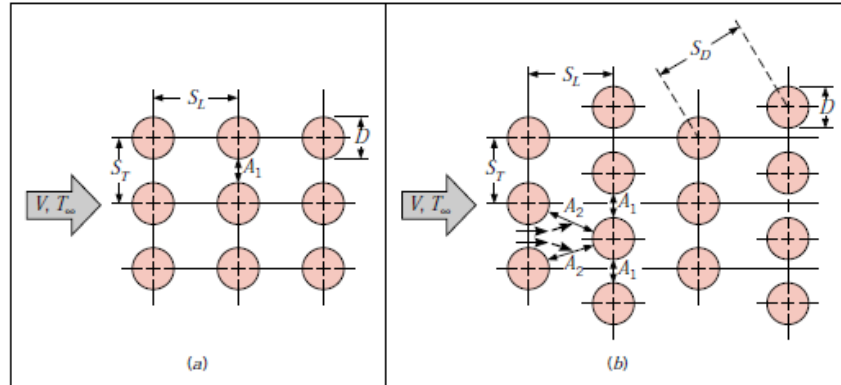 S_L
D
S_T
A_1
V, T_∞
(a)
S_D
S_L
D
S_T
A_2
A_1
V, T_∞
A_2
A_1
(b)